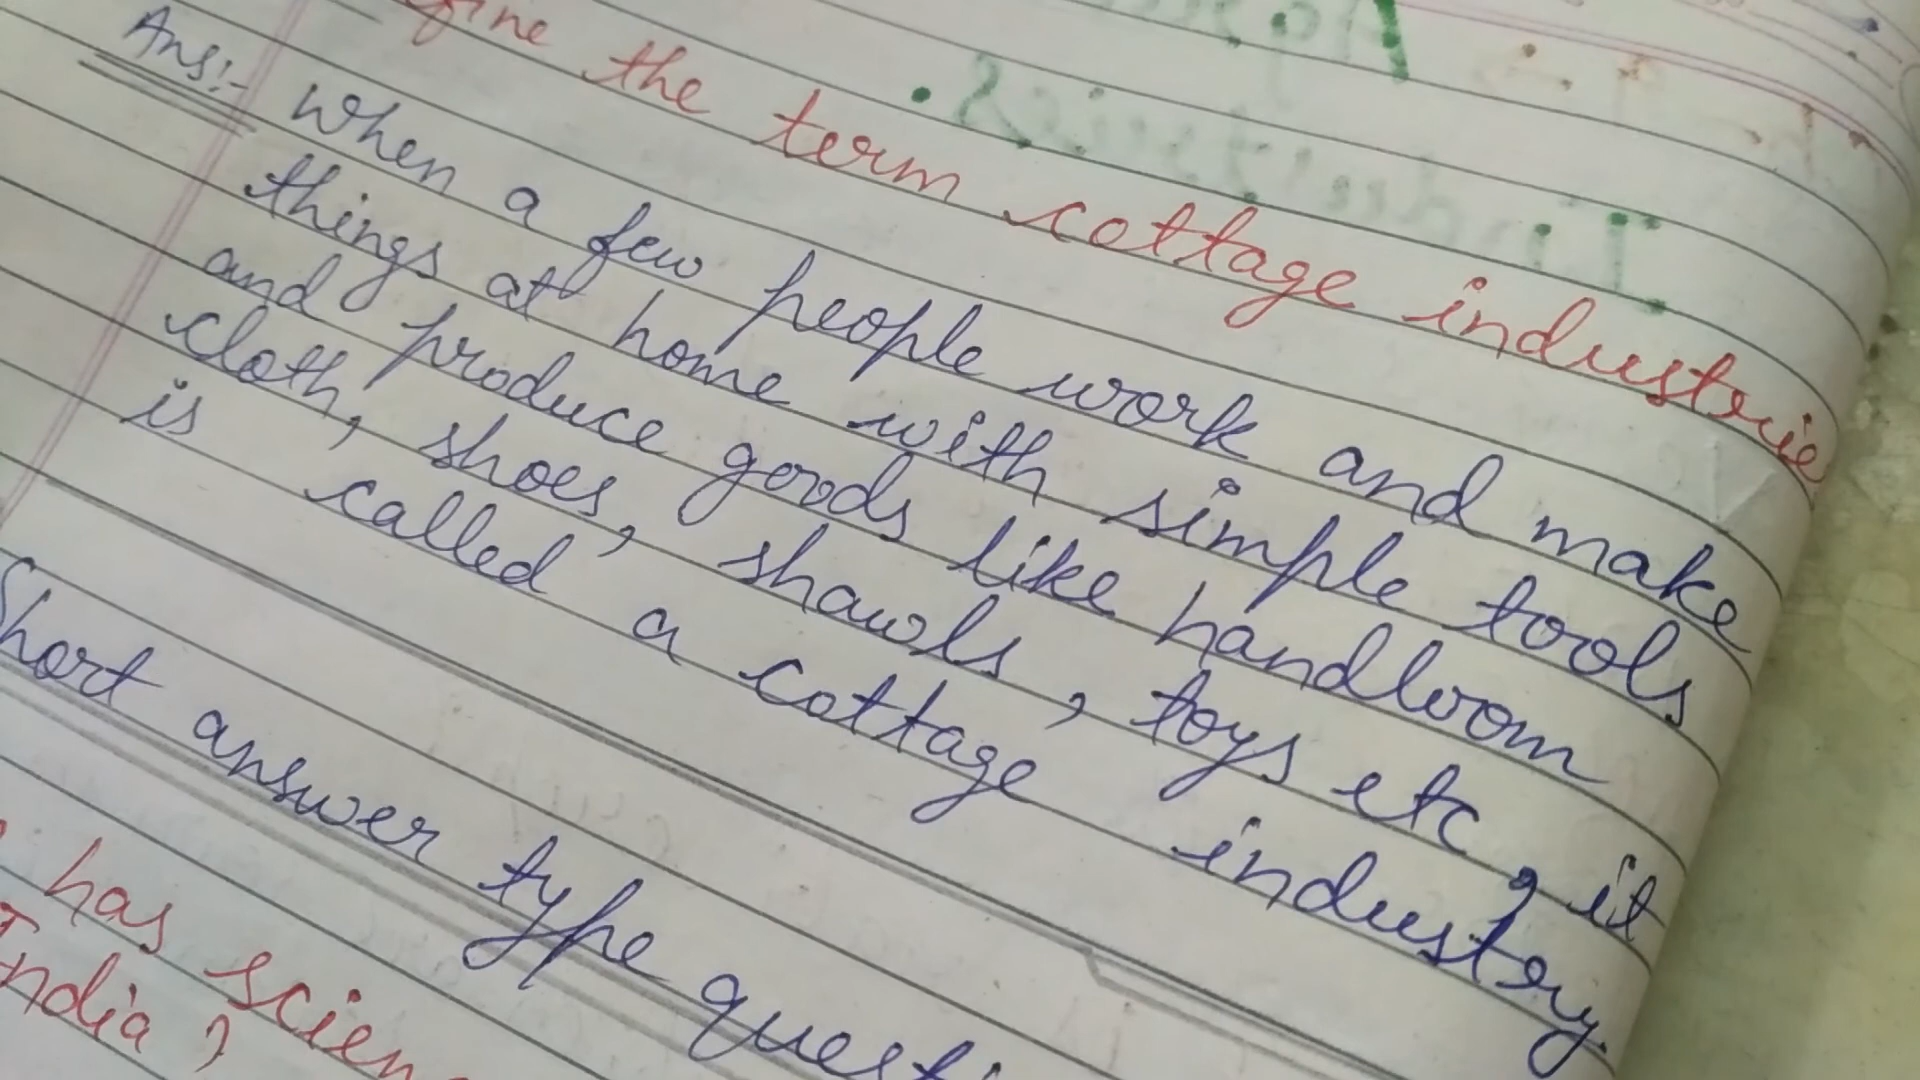 the term cottage industrie
Ans:- When a few people work and make
things at home with simple tools
and produce goods like handloom
cloth, shoes, shawls, toys etc, it
is called a cottage industry.
Short answer type questi
has scien
India?